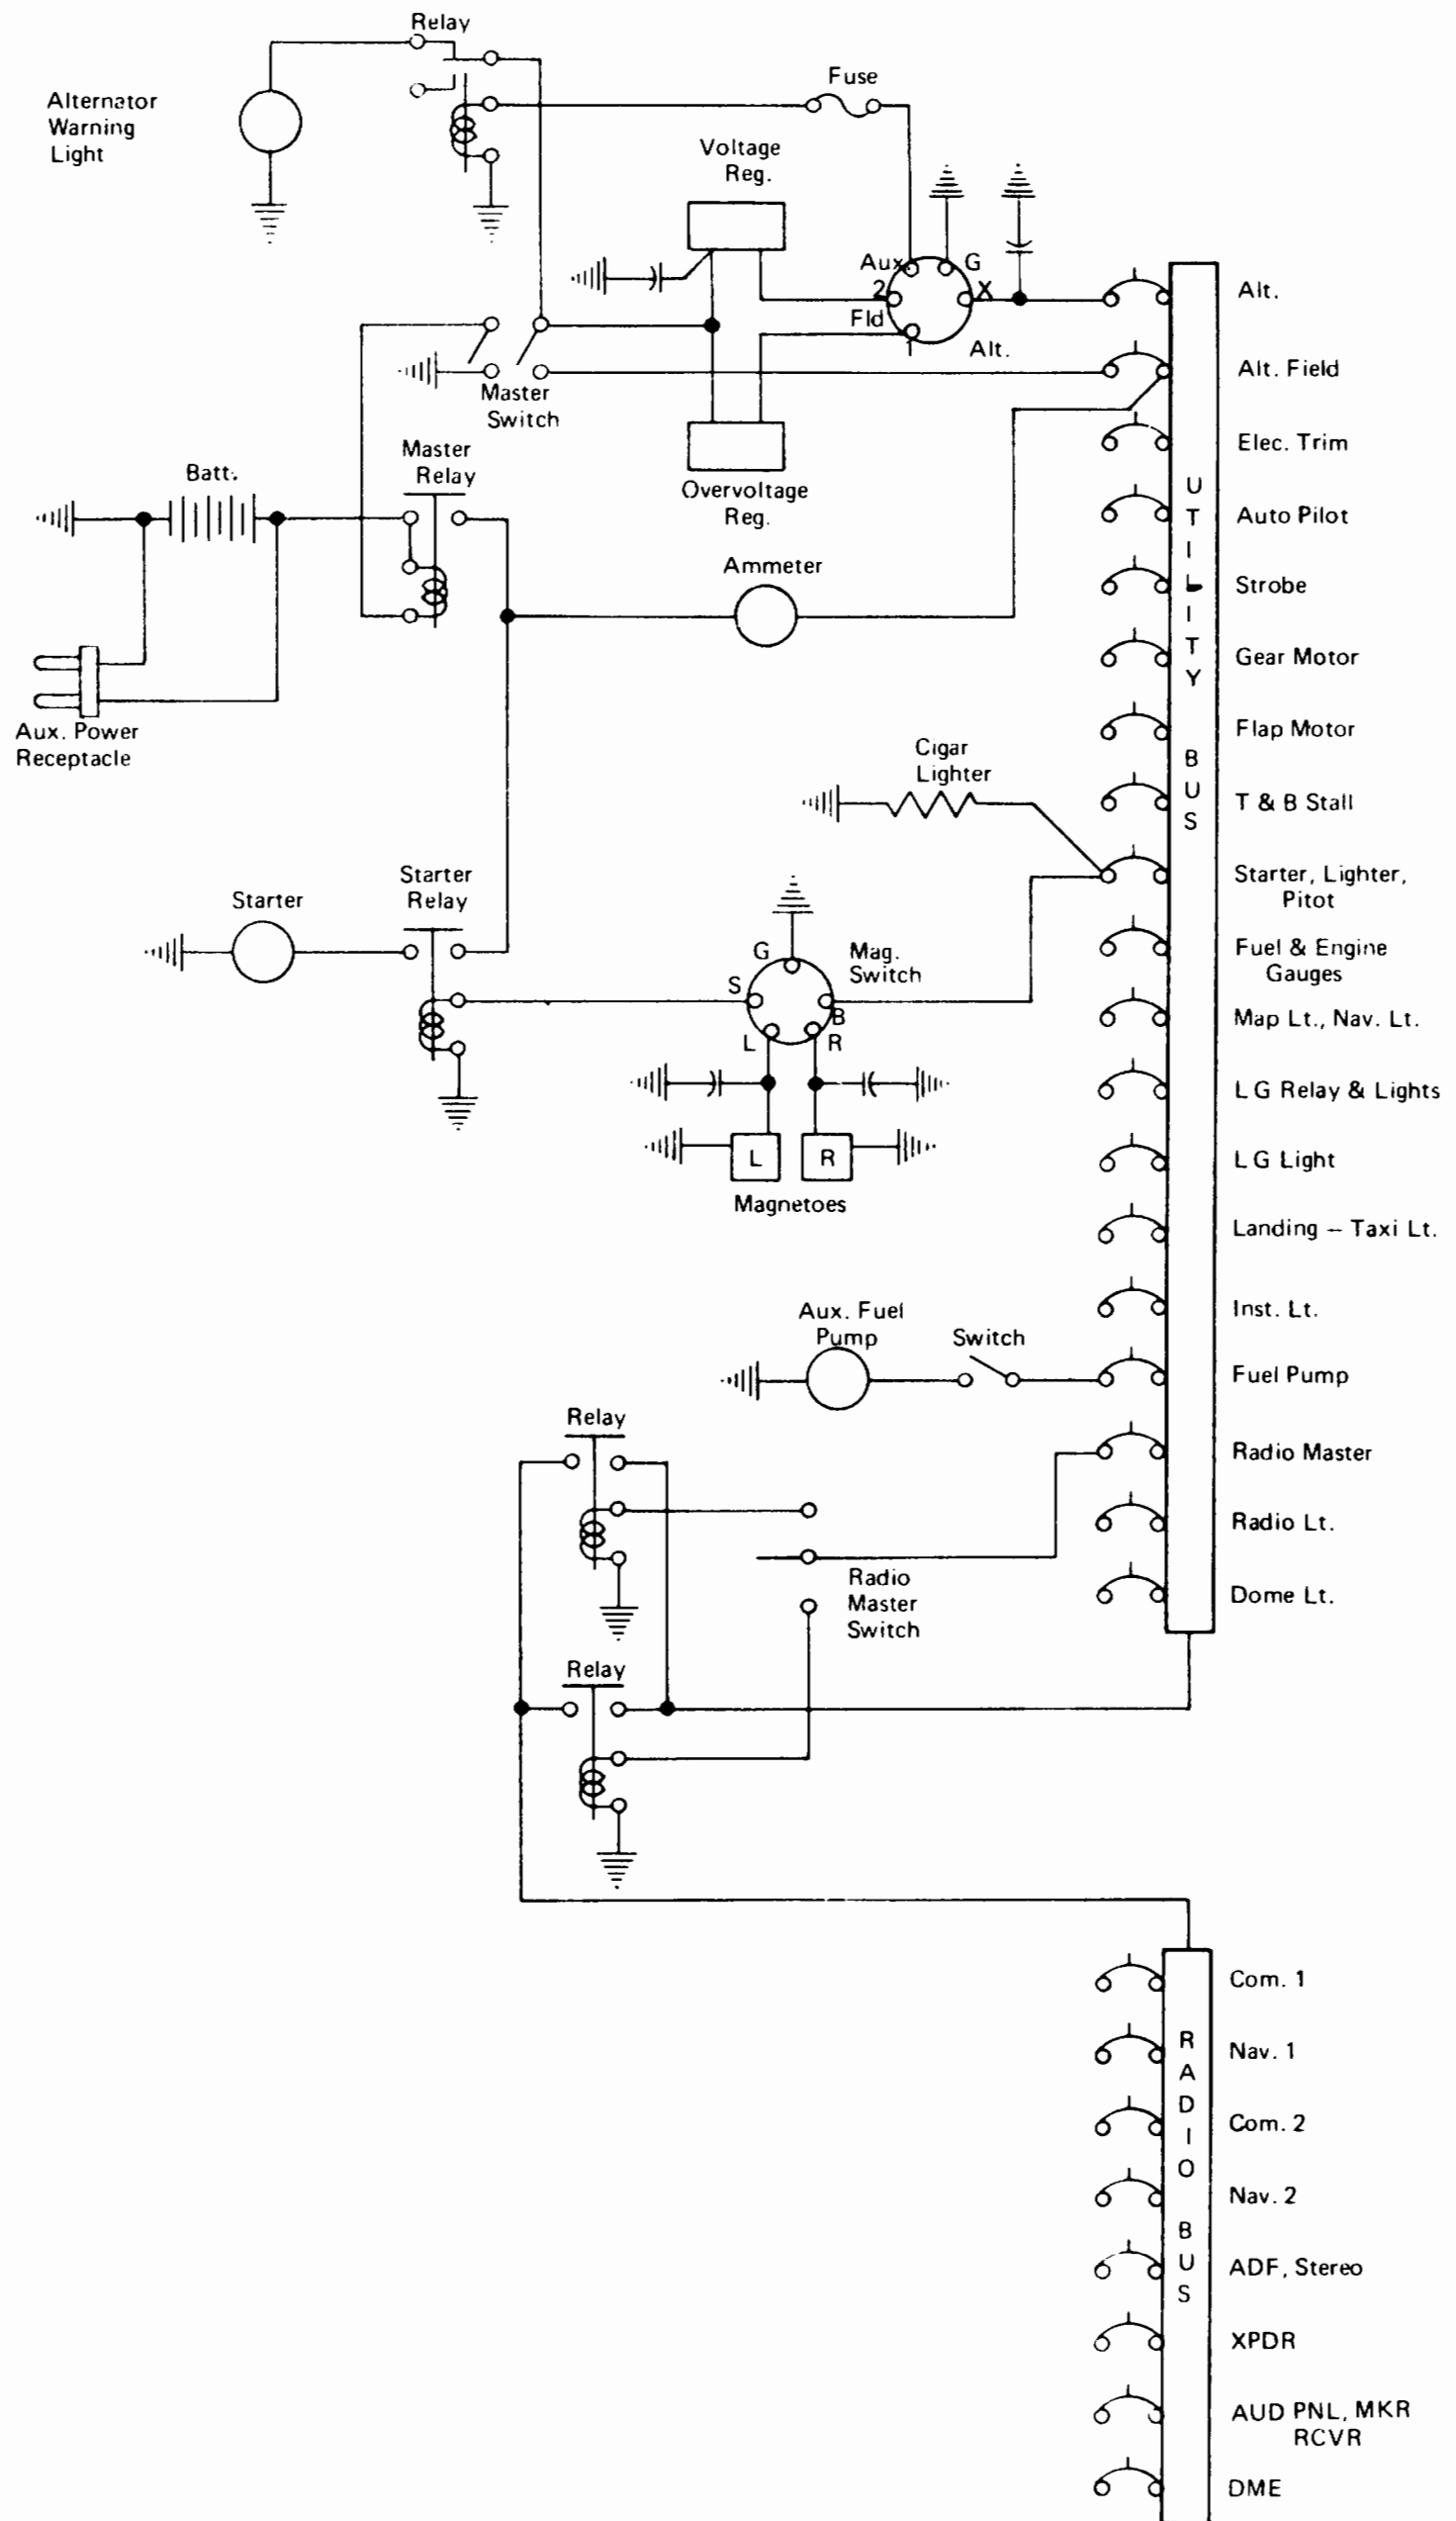 Relay
Alternator
Warning
Light
Fuse
Voltage
Reg.
Aux.
G
2
X
Fld
1
Alt.
Master
Switch
Master
Relay
Batt.
Overvoltage
Reg.
Ammeter
Aux. Power
Receptacle
Cigar
Lighter
Starter
Starter
Relay
G
Mag.
Switch
S
B
L
R
L
R
Magnetoes
Aux. Fuel
Pump
Switch
Relay
Radio
Master
Switch
Relay
UTILITY
BUS
Alt.
Alt. Field
Elec. Trim
Auto Pilot
Strobe
Gear Motor
Flap Motor
T & B Stall
Starter, Lighter,
Pitot
Fuel & Engine
Gauges
Map Lt., Nav. Lt.
LG Relay & Lights
LG Light
Landing – Taxi Lt.
Inst. Lt.
Fuel Pump
Radio Master
Radio Lt.
Dome Lt.
RADIO
BUS
Com. 1
Nav. 1
Com. 2
Nav. 2
ADF, Stereo
XPDR
AUD PNL, MKR
RCVR
DME